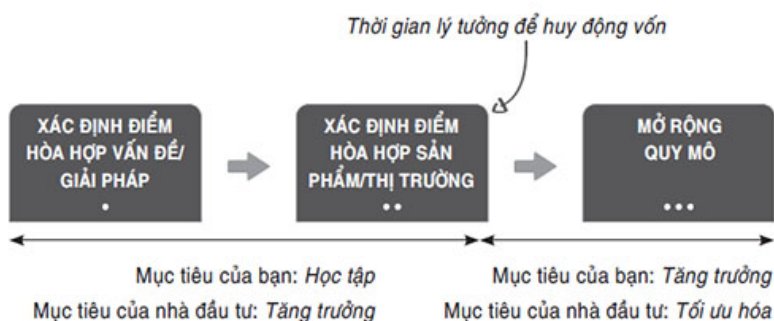 Thời gian lý tưởng để huy động vốn
XÁC ĐỊNH ĐIỂM
HÒA HỢP VẤN ĐỀ/
GIẢI PHÁP
XÁC ĐỊNH ĐIỂM
HÒA HỢP SẢN
PHẨM/THỊ TRƯỜNG
MỞ RỘNG
QUY MÔ
Mục tiêu của bạn: Học tập
Mục tiêu của nhà đầu tư: Tăng trưởng
Mục tiêu của bạn: Tăng trưởng
Mục tiêu của nhà đầu tư: Tối ưu hóa